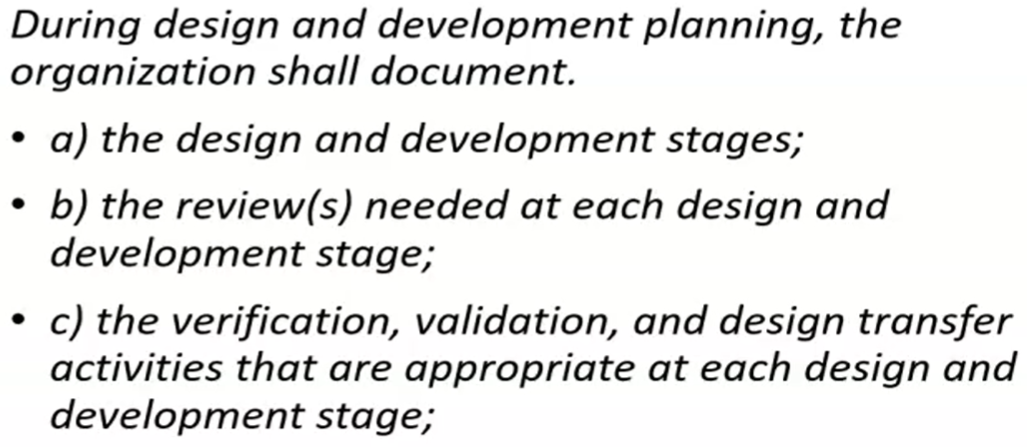 During design and development planning, the
organization shall document.
• a) the design and development stages;
• b) the review(s) needed at each design and
development stage;
• c) the verification, validation, and design transfer
activities that are appropriate at each design and
development stage;